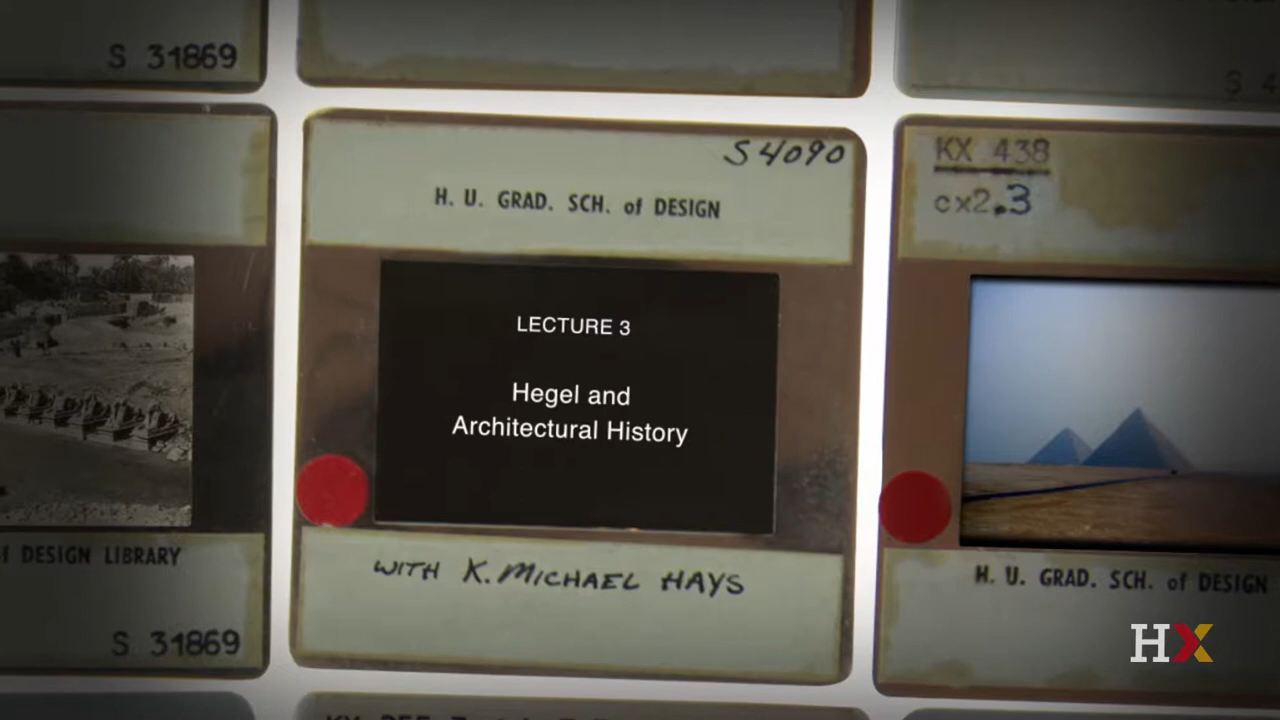 S 31869
S 4
S 4090
H. U. GRAD. SCH. of DESIGN
LECTURE 3
Hegel and
Architectural History
WITH K. MICHAEL HAYS
KX 438
cx2.3
DESIGN LIBRARY
S 31869
H. U. GRAD. SCH. of DESIGN
HX